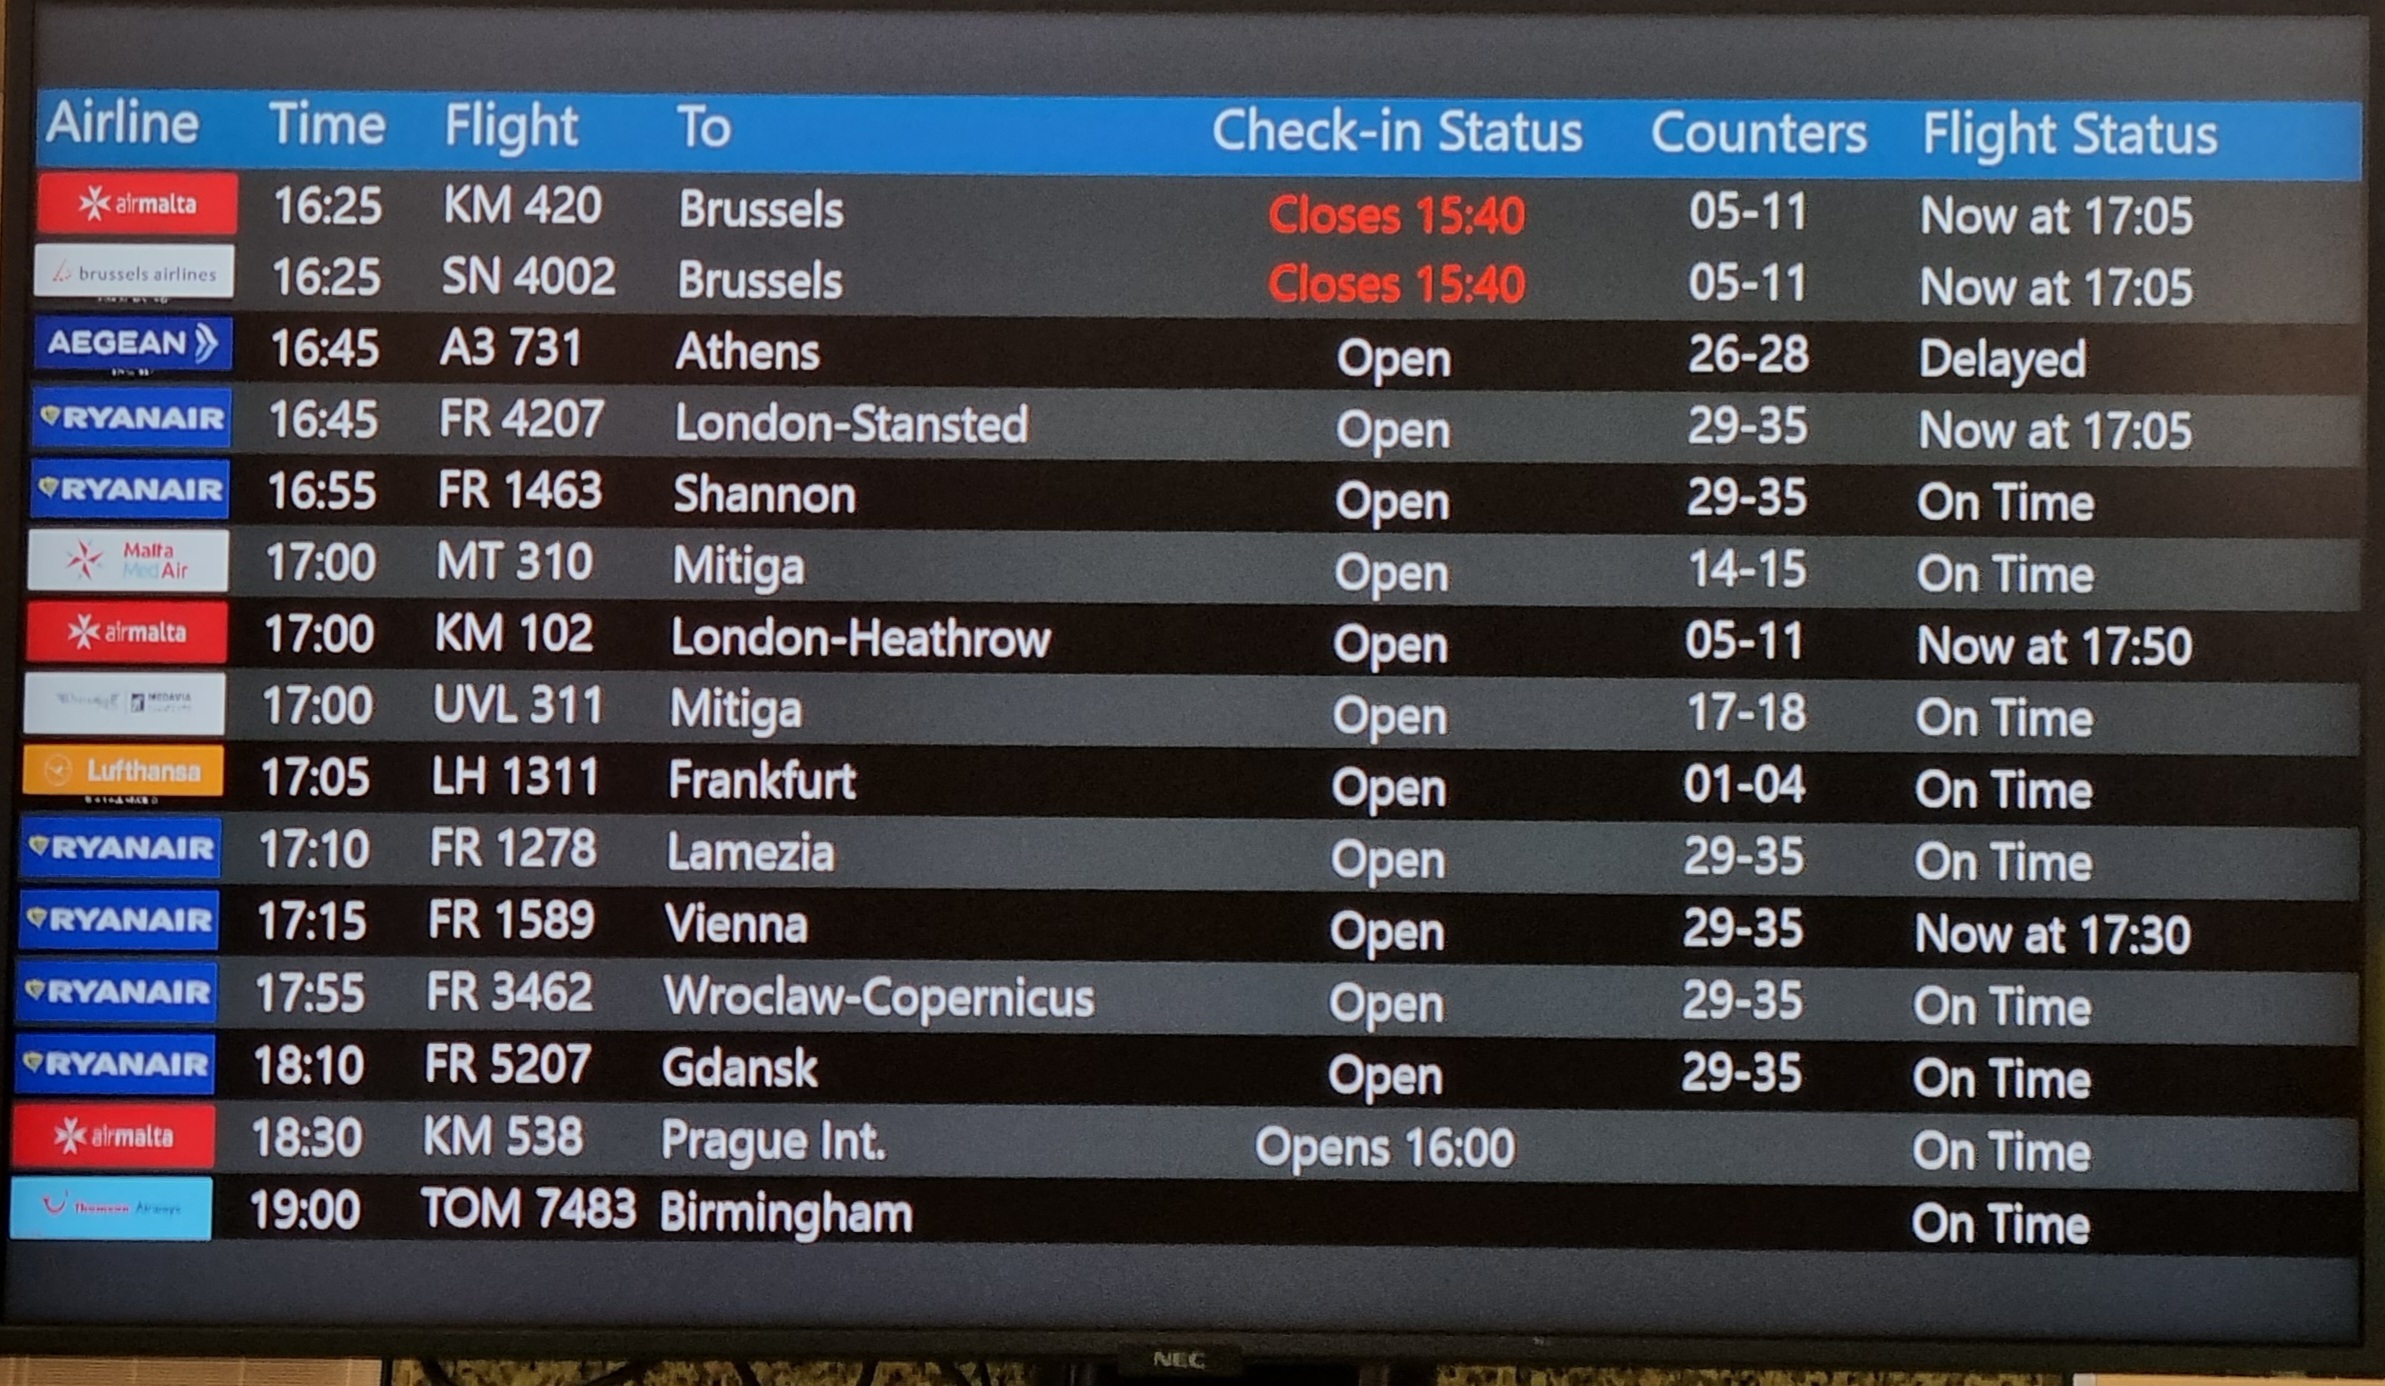 Airline Time Flight To Check-in Status Counters Flight Status
airmalta 16:25 KM 420 Brussels Closes 15:40 05-11 Now at 17:05
brussels airlines 16:25 SN 4002 Brussels Closes 15:40 05-11 Now at 17:05
AEGEAN 16:45 A3 731 Athens Open 26-28 Delayed
RYANAIR 16:45 FR 4207 London-Stansted Open 29-35 Now at 17:05
RYANAIR 16:55 FR 1463 Shannon Open 29-35 On Time
Malta MedAir 17:00 MT 310 Mitiga Open 14-15 On Time
airmalta 17:00 KM 102 London-Heathrow Open 05-11 Now at 17:50
MEDAVIA 17:00 UVL 311 Mitiga Open 17-18 On Time
Lufthansa 17:05 LH 1311 Frankfurt Open 01-04 On Time
RYANAIR 17:10 FR 1278 Lamezia Open 29-35 On Time
RYANAIR 17:15 FR 1589 Vienna Open 29-35 Now at 17:30
RYANAIR 17:55 FR 3462 Wroclaw-Copernicus Open 29-35 On Time
RYANAIR 18:10 FR 5207 Gdansk Open 29-35 On Time
airmalta 18:30 KM 538 Prague Int. Opens 16:00 On Time
Thomson Airways 19:00 TOM 7483 Birmingham On Time
NEC